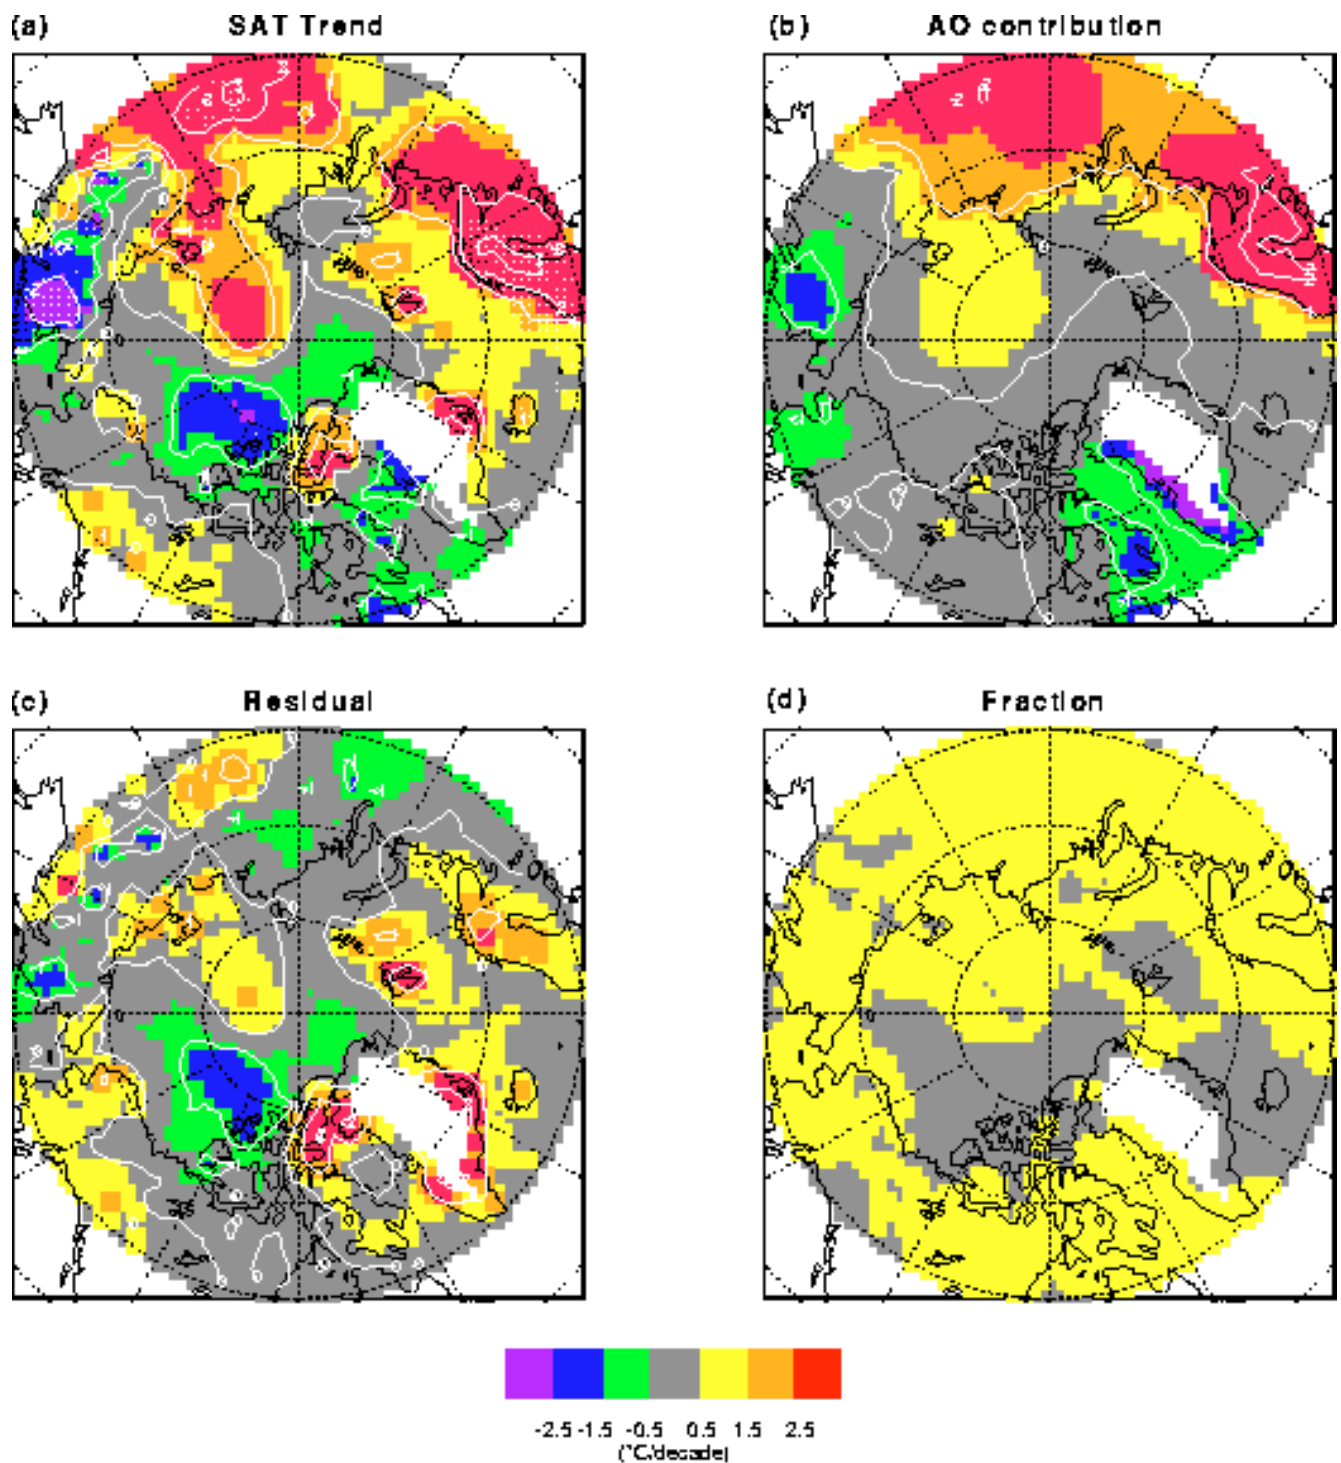 (a) SAT Trend
(b) AO contribution
(c) Residual
(d) Fraction
-2.5 -1.5 -0.5 0.5 1.5 2.5
(°C/decade)